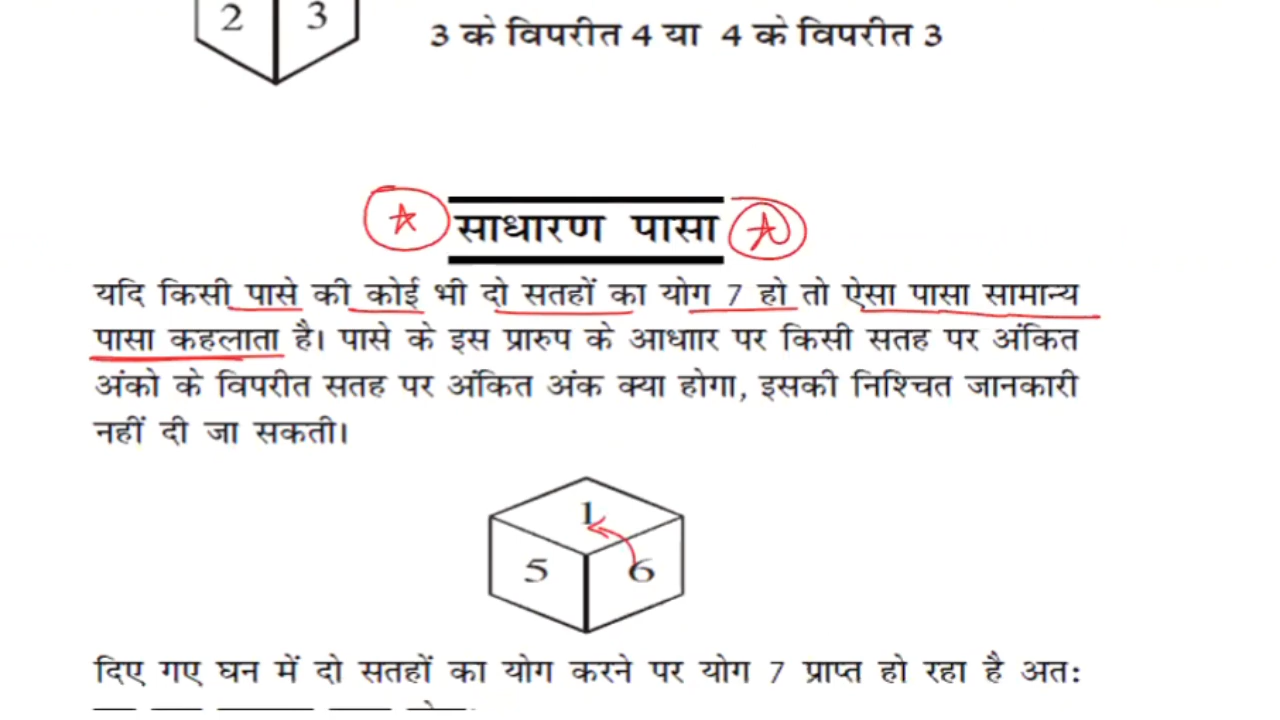 2 3
3 के विपरीत 4 या 4 के विपरीत 3
साधारण पासा
यदि किसी पासे की कोई भी दो सतहों का योग 7 हो तो ऐसा पासा सामान्य
पासा कहलाता है। पासे के इस प्रारुप के आधाार पर किसी सतह पर अंकित
अंको के विपरीत सतह पर अंकित अंक क्या होगा, इसकी निश्चित जानकारी
नहीं दी जा सकती।
1
5 6
दिए गए घन में दो सतहों का योग करने पर योग 7 प्राप्त हो रहा है अत: